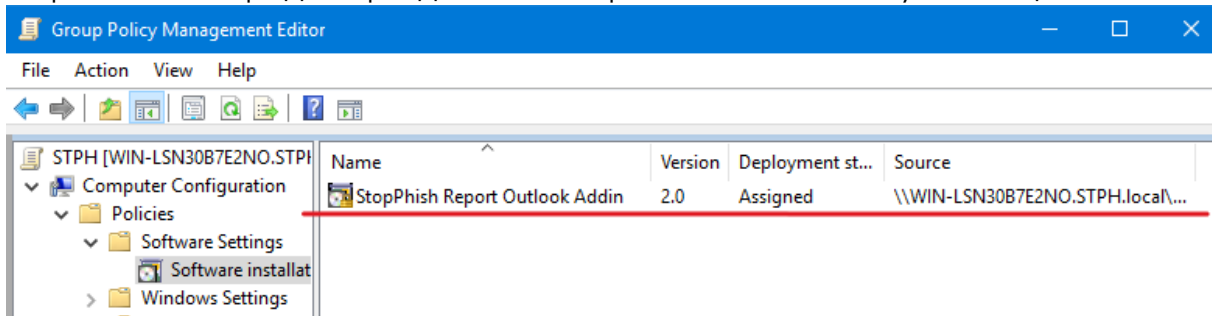 Group Policy Management Editor
File Action View Help
STPH [WIN-LSN30B7E2NO.STPH
Name Version Deployment st... Source
Computer Configuration
StopPhish Report Outlook Addin 2.0 Assigned \\WIN-LSN30B7E2NO.STPH.local\...
Policies
Software Settings
Software installat
Windows Settings